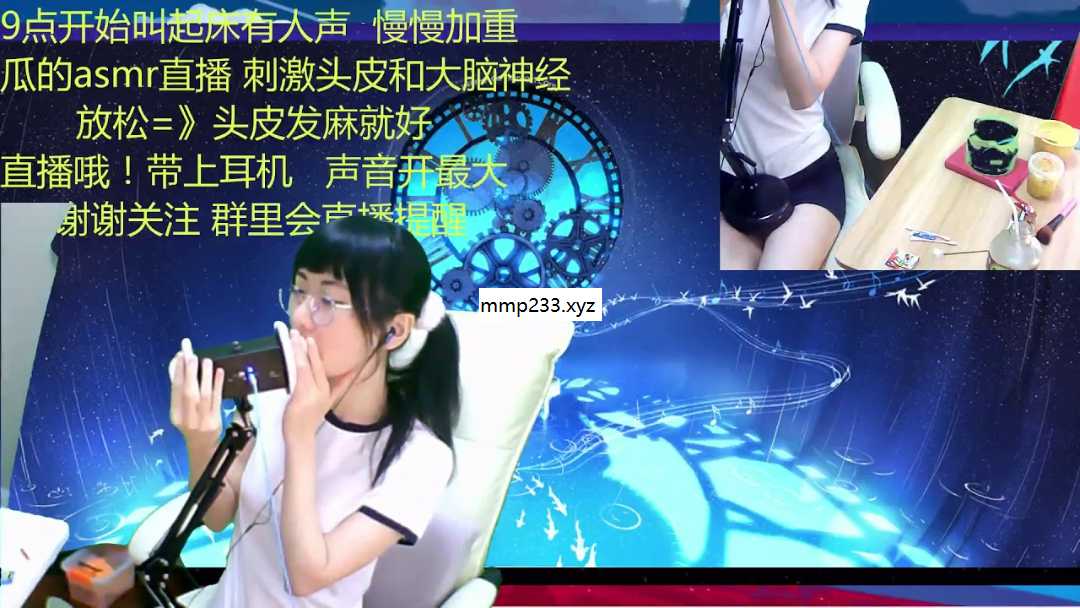 9点开始叫起床有人声 慢慢加重
瓜的asmr直播 刺激头皮和大脑神经
放松=》头皮发麻就好
直播哦！带上耳机 声音开最大
谢谢关注 群里会直播提醒
mmp233.xyz